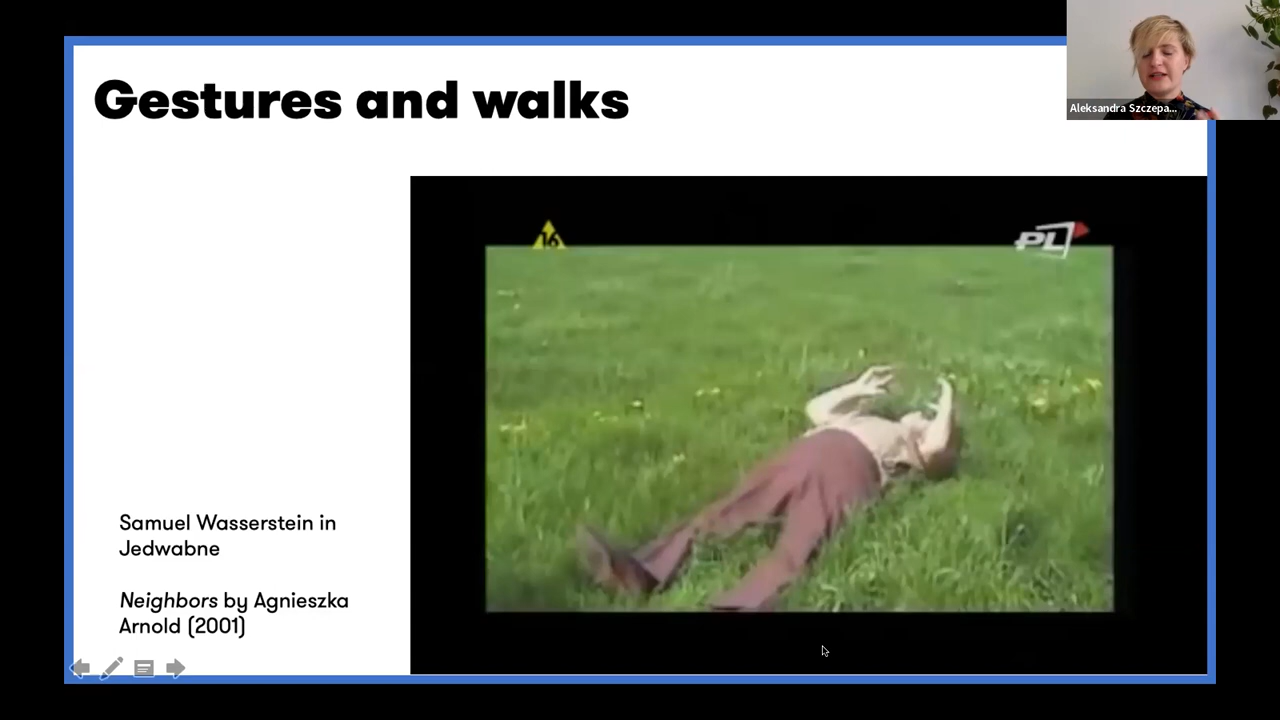 Gestures and walks
Aleksandra Szczepa...
16
PL
Samuel Wasserstein in
Jedwabne
Neighbors by Agnieszka
Arnold (2001)